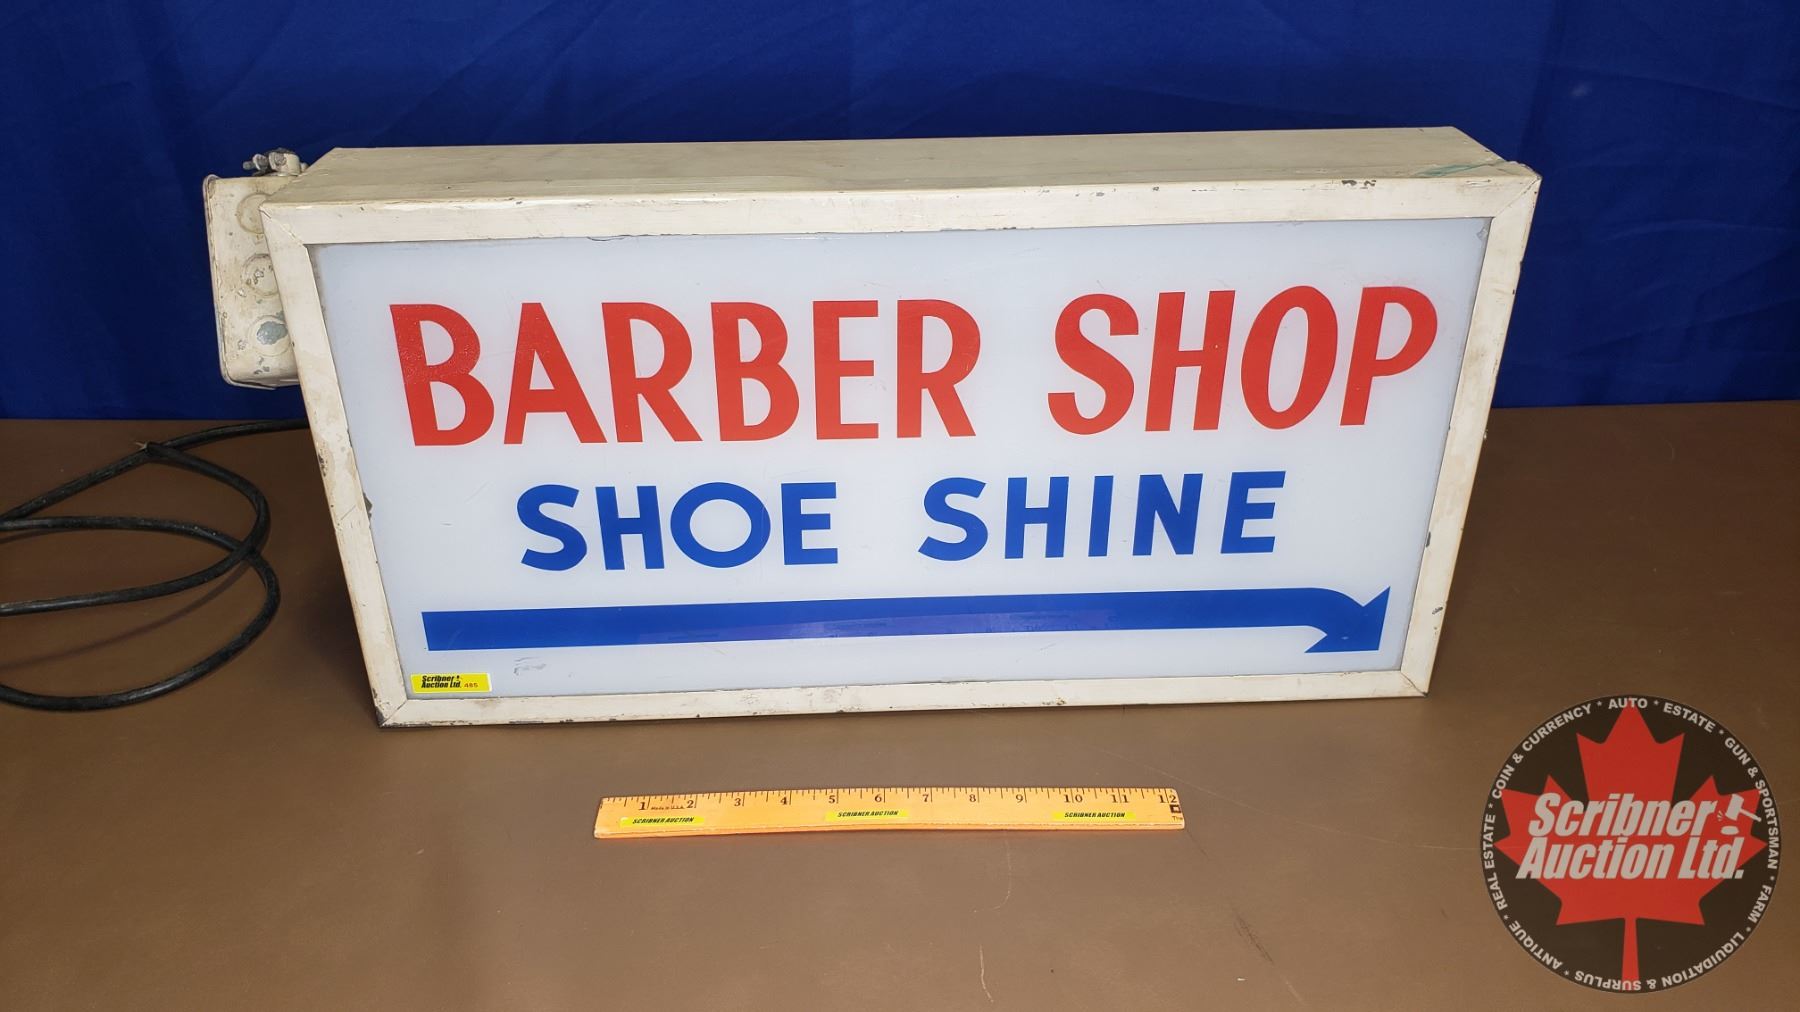 BARBER SHOP
SHOE SHINE
Scribner
Auction Ltd. 485
1 2 3 4 5 6 7 8 9 10 11 12
SCRIBNER AUCTION SCRIBNER AUCTION SCRIBNER AUCTION
REAL ESTATE * COIN & CURRENCY * AUTO * ESTATE * GUN & SPORTSMAN * FARM * LIQUIDATION & SURPLUS * ANTIQUE *
Scribner
Auction Ltd.